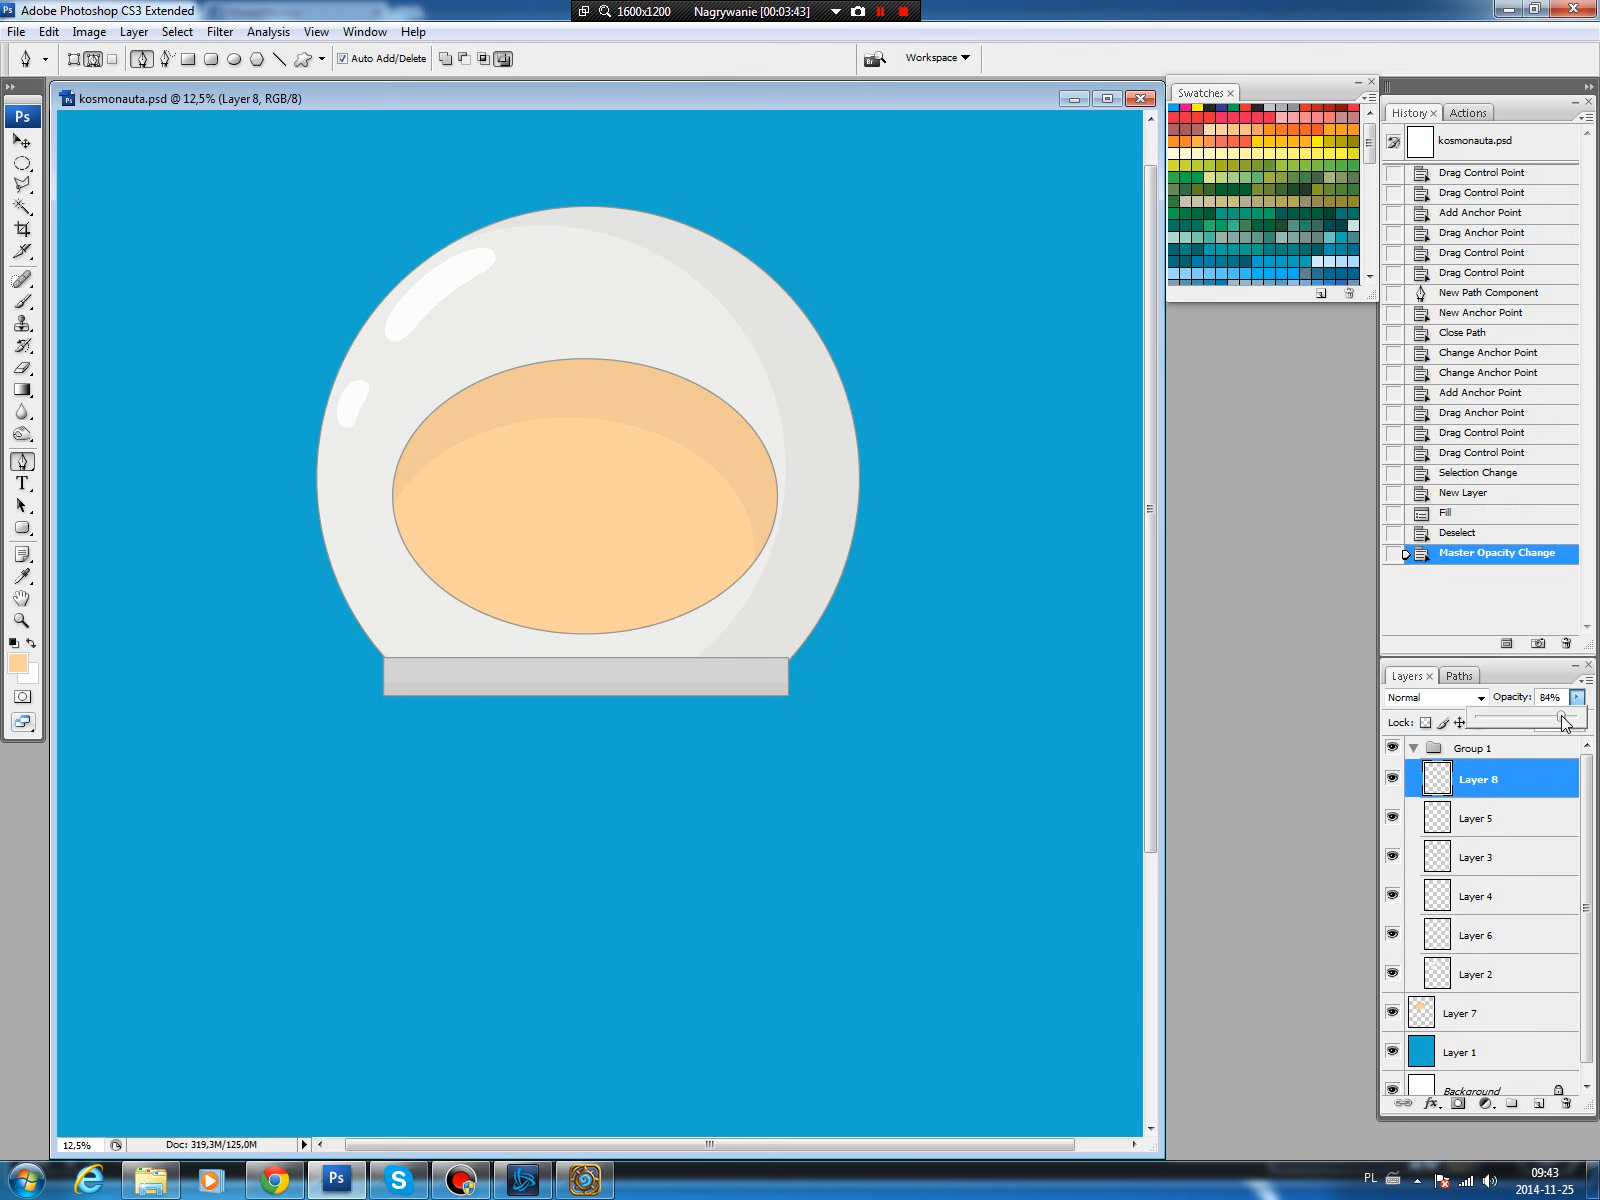 Ps Adobe Photoshop CS3 Extended
1600x1200 Nagrywanie [00:03:43]
File Edit Image Layer Select Filter Analysis View Window Help
Auto Add/Delete
Br Workspace
Ps kosmonauta.psd @ 12,5% (Layer 8, RGB/8)
Ps
T
12,5%
Doc: 319,3M/125,0M
Swatches
History Actions
kosmonauta.psd
Drag Control Point
Drag Control Point
Add Anchor Point
Drag Anchor Point
Drag Control Point
Drag Control Point
New Path Component
New Anchor Point
Close Path
Change Anchor Point
Change Anchor Point
Add Anchor Point
Drag Anchor Point
Drag Control Point
Drag Control Point
Selection Change
New Layer
Fill
Deselect
Master Opacity Change
Layers Paths
Normal Opacity: 84%
Lock:
Group 1
Layer 8
Layer 5
Layer 3
Layer 4
Layer 6
Layer 2
Layer 7
Layer 1
Background
fx
Ps
S
PL
09:43
2014-11-25